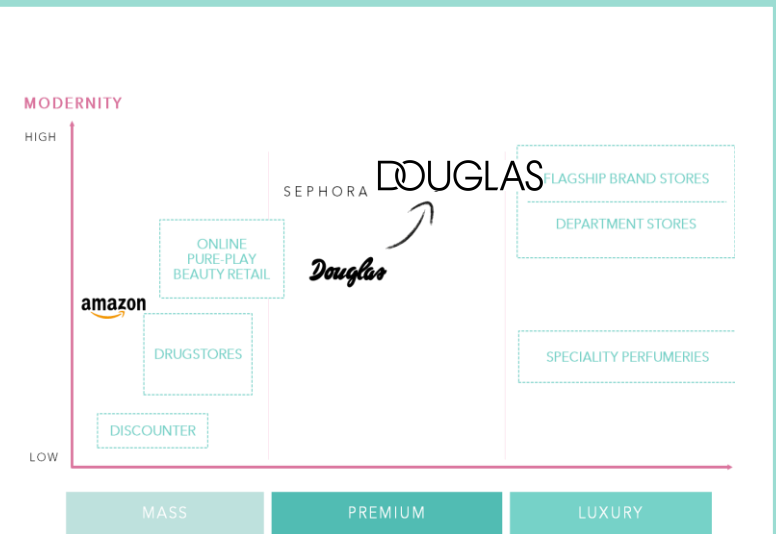 MODERNITY
HIGH
SEPHORA
DOUGLAS
FLAGSHIP BRAND STORES
DEPARTMENT STORES
ONLINE
PURE-PLAY
BEAUTY RETAIL
Douglas
amazon
DRUGSTORES
SPECIALITY PERFUMERIES
DISCOUNTER
LOW
MASS
PREMIUM
LUXURY